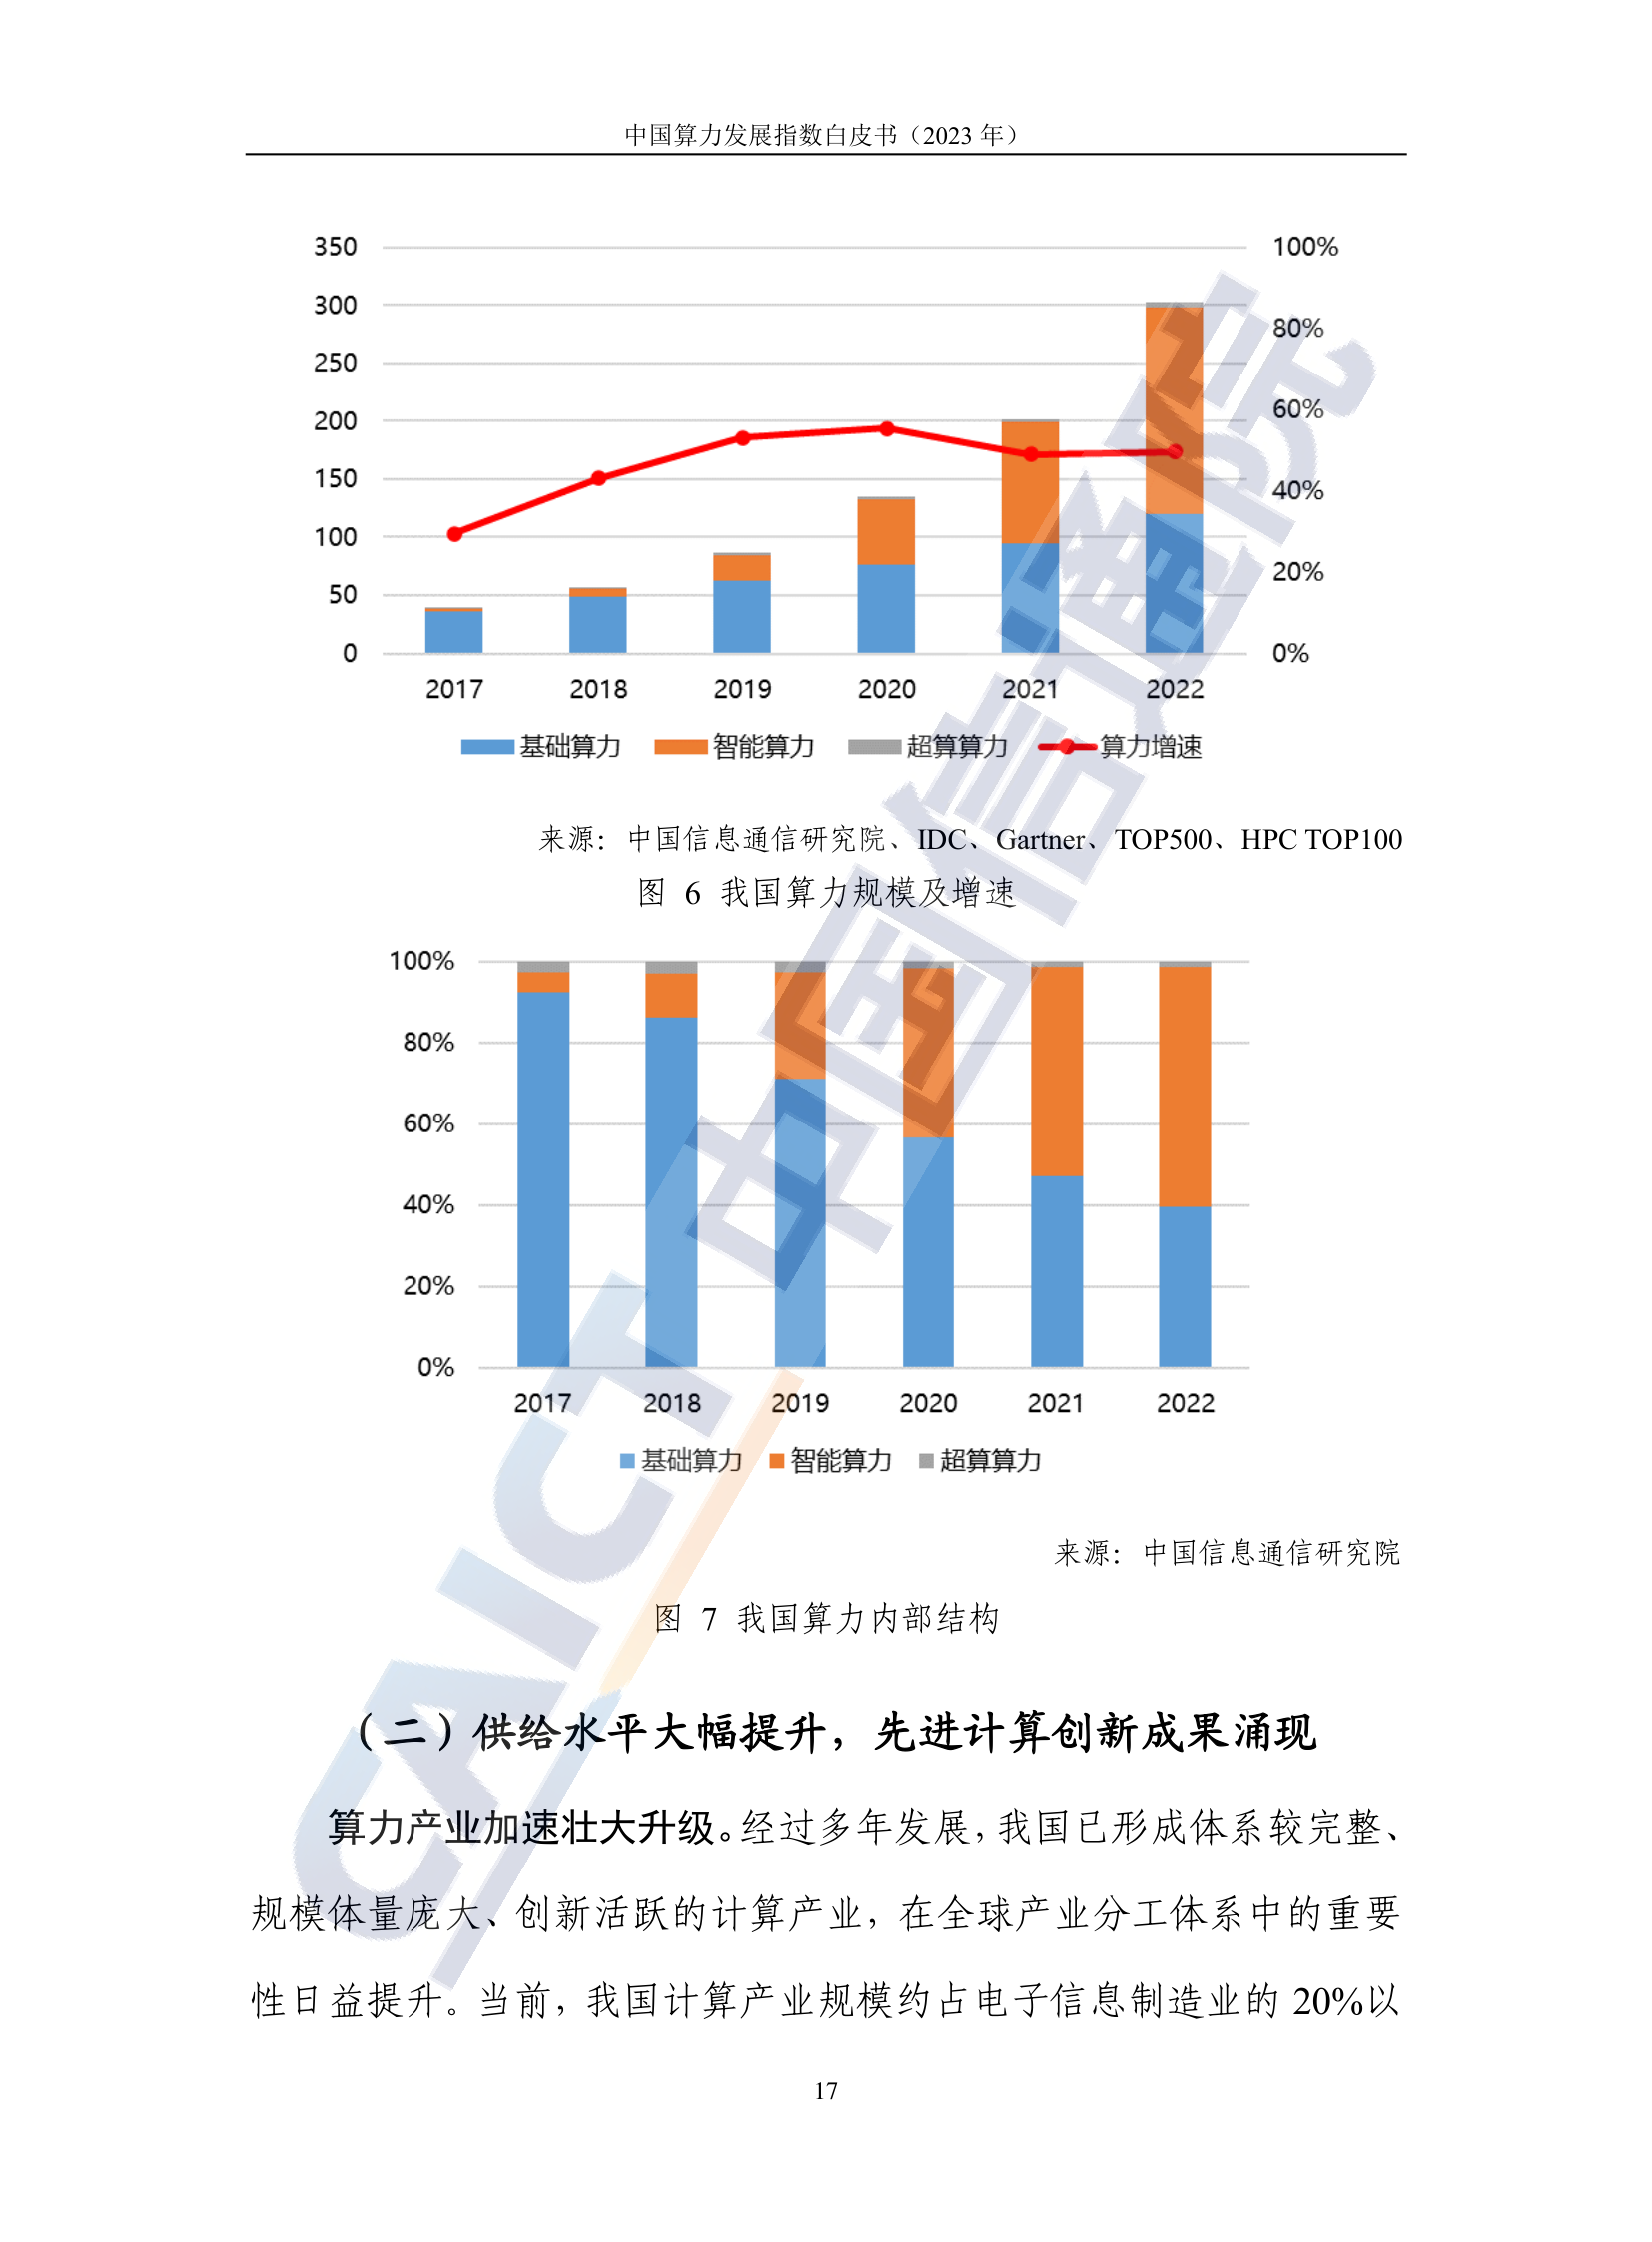 中国算力发展指数白皮书（2023 年）
350 100%
300 80%
250
200 60%
150 40%
100
50 20%
0 0%
2017 2018 2019 2020 2021 2022
基础算力 智能算力 超算算力 算力增速
来源：中国信息通信研究院、IDC、Gartner、TOP500、HPC TOP100
图 6 我国算力规模及增速
100%
80%
60%
40%
20%
0%
2017 2018 2019 2020 2021 2022
基础算力 智能算力 超算算力
来源：中国信息通信研究院
图 7 我国算力内部结构
（二）供给水平大幅提升，先进计算创新成果涌现
算力产业加速壮大升级。经过多年发展，我国已形成体系较完整、
规模体量庞大、创新活跃的计算产业，在全球产业分工体系中的重要
性日益提升。当前，我国计算产业规模约占电子信息制造业的 20%以
17
CAICT 中国信通院